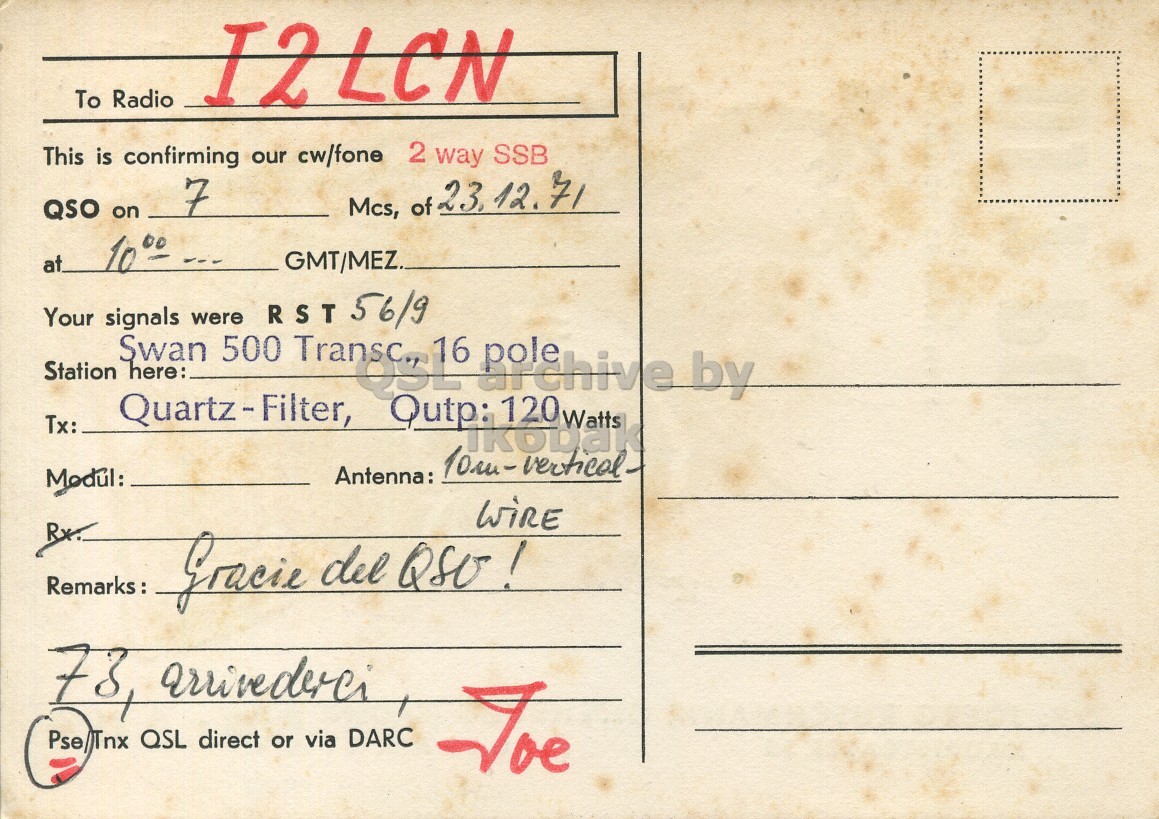 To Radio I2LCN
This is confirming our cw/fone 2 way SSB
QSO on 7 Mcs, of 23.12.71
at 10⁰⁰ --- GMT/MEZ.
Your signals were R S T 56/9
Swan 500 Transc., 16 pole
Station here:
QSL archive by
Quartz-Filter, Outp: 120
Tx: Watts
ik6bak
Modul: Antenna: 10m-vertical-
Rx: WIRE
Remarks: Gracie del QSO!
73, arrivederci,
Pse/Tnx QSL direct or via DARC Joe